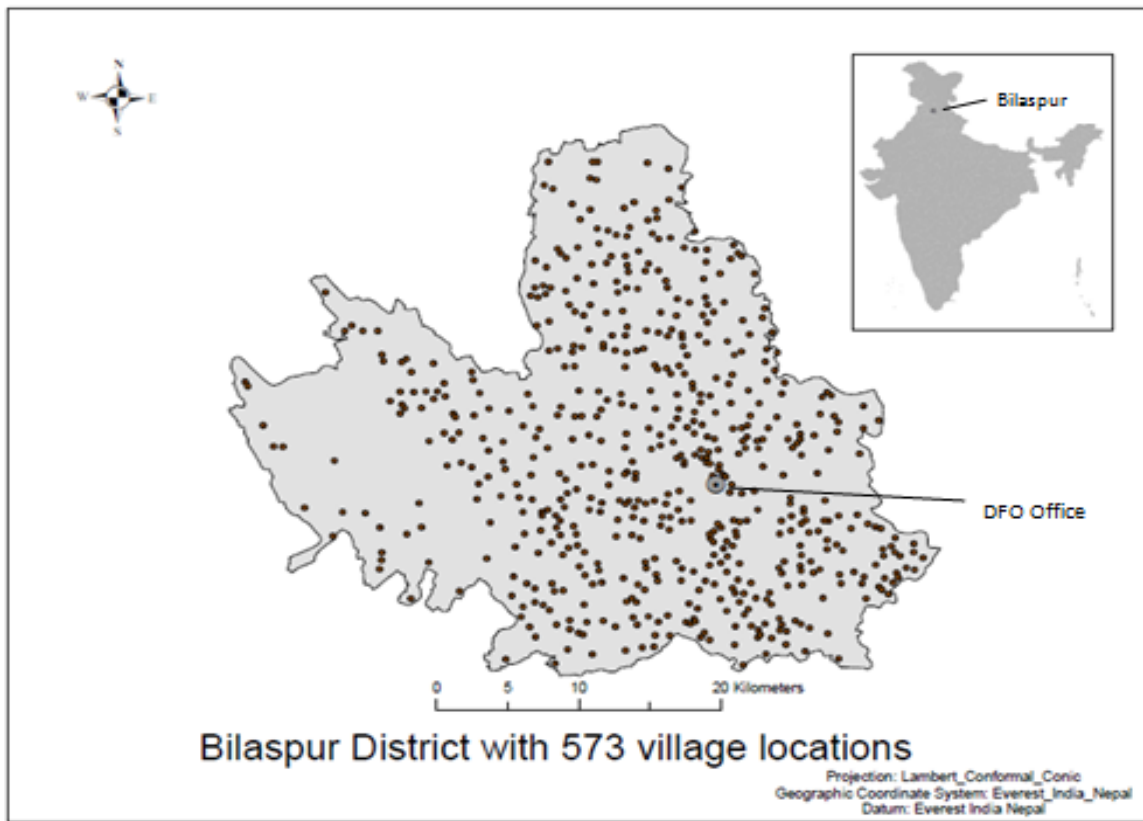 N
W E
S
Bilaspur
DFO Office
0 5 10 20 Kilometers
Bilaspur District with 573 village locations
Projection: Lambert_Conformal_Conic
Geographic Coordinate System: Everest_India_Nepal
Datum: Everest India Nepal